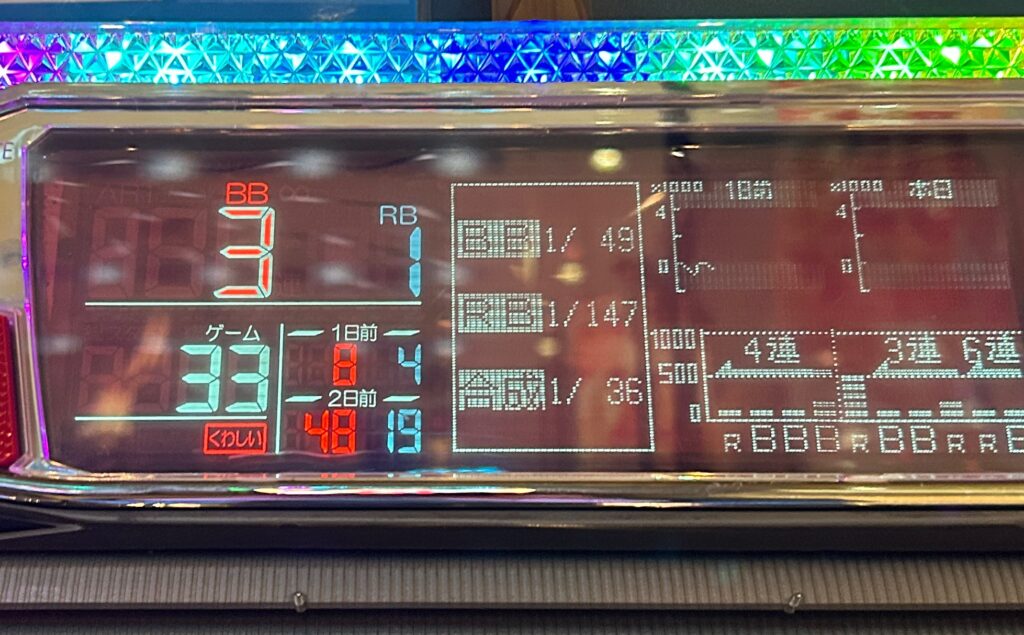 E
BB
3
RB
1
ゲーム
33
1日前
8 4
2日前
48 19
くわしい
BB 1/ 49
RB 1/147
合成 1/ 36
×1000 1日前
4
0
×1000 本日
4
0
1000
500
0
4連 3連 6連
R B B B R B B R R B